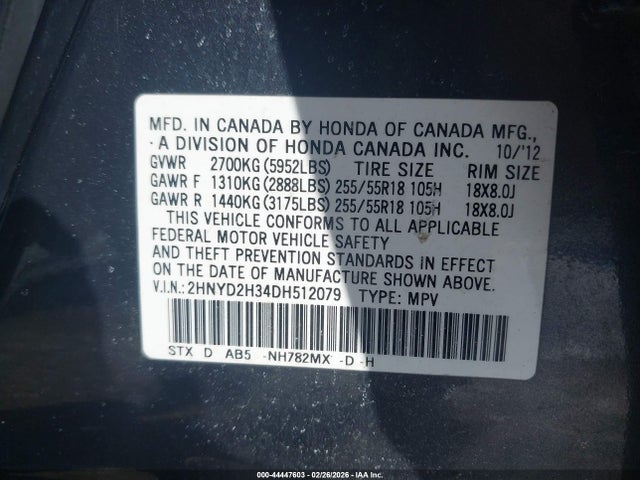 MFD. IN CANADA BY HONDA OF CANADA MFG.,
A DIVISION OF HONDA CANADA INC. 10/'12
GVWR 2700KG (5952LBS) TIRE SIZE RIM SIZE
GAWR F 1310KG (2888LBS) 255/55R18 105H 18X8.0J
GAWR R 1440KG (3175LBS) 255/55R18 105H 18X8.0J
THIS VEHICLE CONFORMS TO ALL APPLICABLE
FEDERAL MOTOR VEHICLE SAFETY
AND THEFT PREVENTION STANDARDS IN EFFECT
ON THE DATE OF MANUFACTURE SHOWN ABOVE.
V.I.N.: 2HNYD2H34DH512079 TYPE: MPV
STX D AB5 -NH782MX -D -H
000-44447603 - 02/26/2026 - IAA Inc.